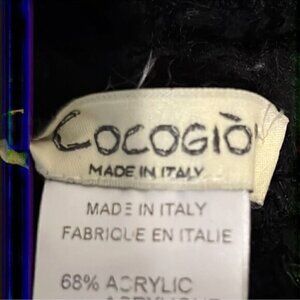 COCOGIÒ
MADE IN ITALY
MADE IN ITALY
FABRIQUE EN ITALIE
68% ACRYLIC